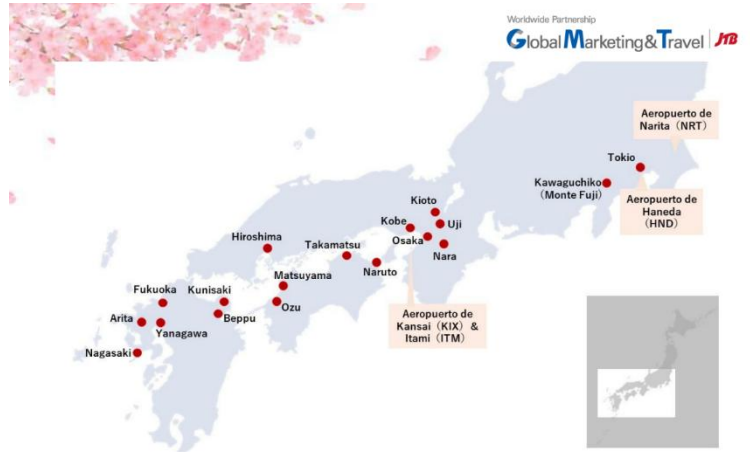 Worldwide Partnership
Global Marketing & Travel JTB
Aeropuerto de
Narita (NRT)
Tokio
Kawaguchiko
(Monte Fuji)
Aeropuerto de
Haneda
(HND)
Kioto
Kobe
Uji
Osaka
Nara
Hiroshima
Takamatsu
Naruto
Matsuyama
Ozu
Aeropuerto de
Kansai (KIX) &
Itami (ITM)
Fukuoka
Kunisaki
Beppu
Arita
Yanagawa
Nagasaki